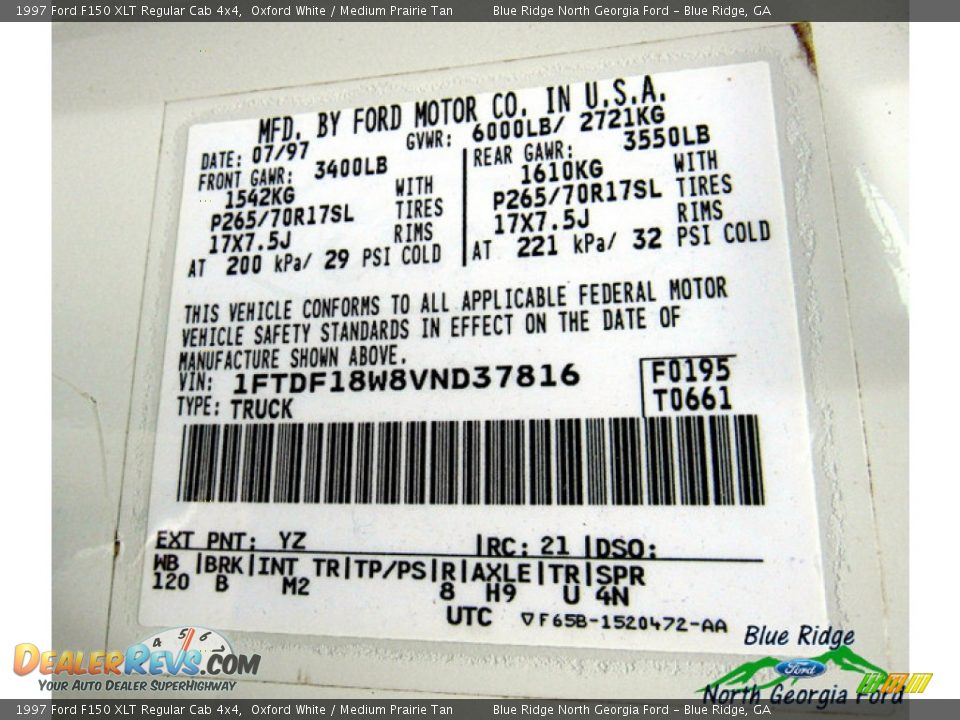 1997 Ford F150 XLT Regular Cab 4x4, Oxford White / Medium Prairie Tan Blue Ridge North Georgia Ford - Blue Ridge, GA
MFD. BY FORD MOTOR CO. IN U.S.A.
DATE: 07/97 GVWR: 6000LB/ 2721KG
FRONT GAWR: 3400LB REAR GAWR: 3550LB
1542KG WITH 1610KG WITH
P265/70R17SL TIRES P265/70R17SL TIRES
17X7.5J RIMS 17X7.5J RIMS
AT 200 kPa/ 29 PSI COLD AT 221 kPa/ 32 PSI COLD
THIS VEHICLE CONFORMS TO ALL APPLICABLE FEDERAL MOTOR
VEHICLE SAFETY STANDARDS IN EFFECT ON THE DATE OF
MANUFACTURE SHOWN ABOVE.
VIN: 1FTDF18W8VND37816 F0195
TYPE: TRUCK T0661
EXT PNT: YZ RC: 21 DSO:
WB BRK INT TR TP/PS R AXLE TR SPR
120 B M2 8 H9 U 4N
UTC ▽F65B-1520472-AA
Blue Ridge
Ford
North Georgia Ford
4 5 6
DEALERREVS.COM
YOUR AUTO DEALER SUPERHIGHWAY
1997 Ford F150 XLT Regular Cab 4x4, Oxford White / Medium Prairie Tan Blue Ridge North Georgia Ford - Blue Ridge, GA